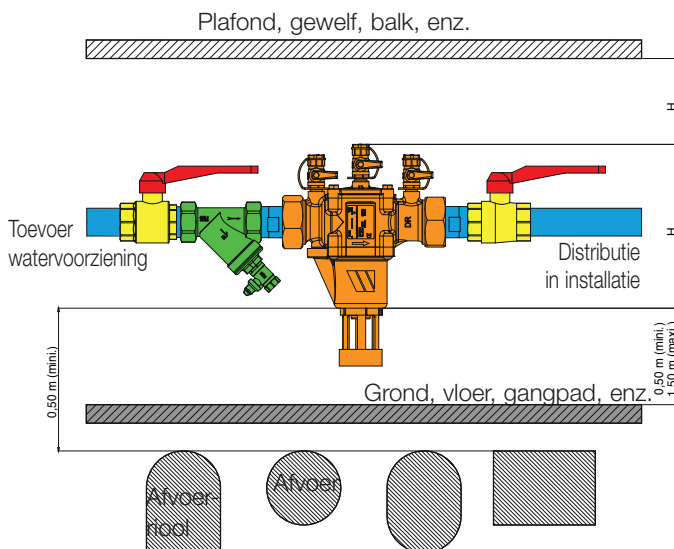 Plafond, gewelf, balk, enz.
H
Toevoer
watervoorziening
DR
H
Distributie
in installatie
0,50 m (mini.)
0,50 m (mini.)
1,50 m (maxi.)
Grond, vloer, gangpad, enz.
Afvoer-
riool
Afvoer